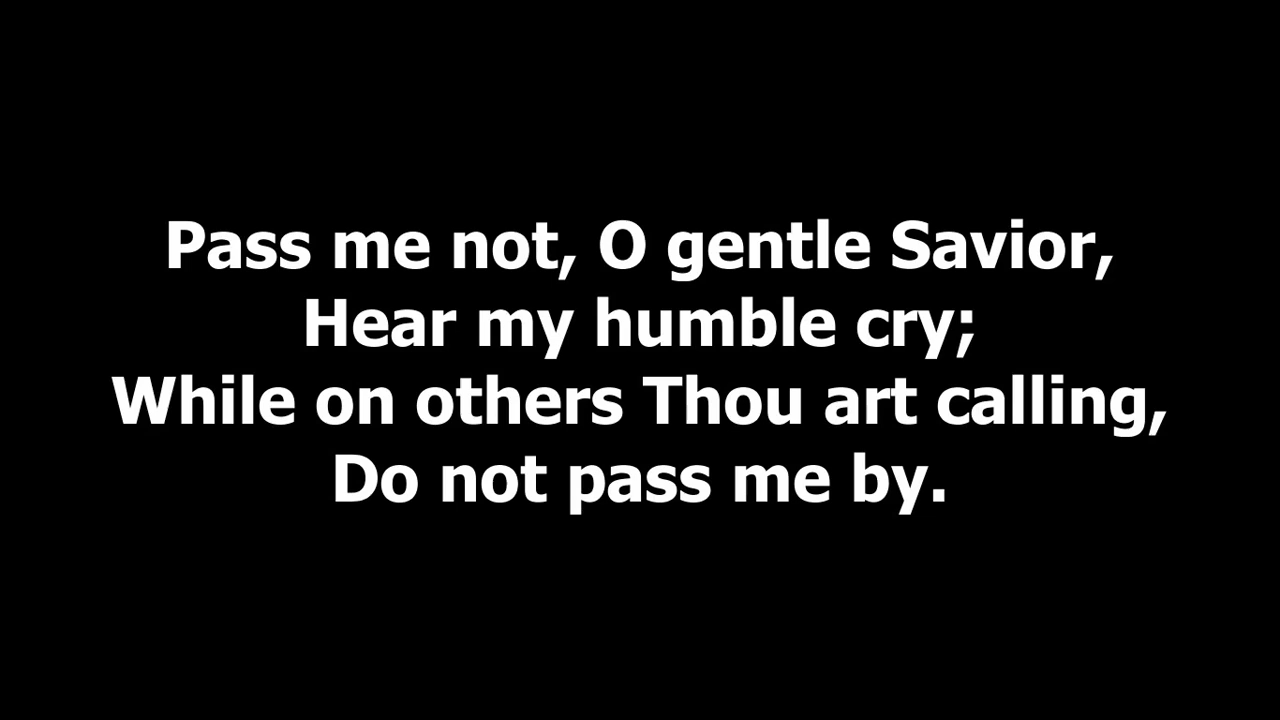 Pass me not, O gentle Savior,
Hear my humble cry;
While on others Thou art calling,
Do not pass me by.